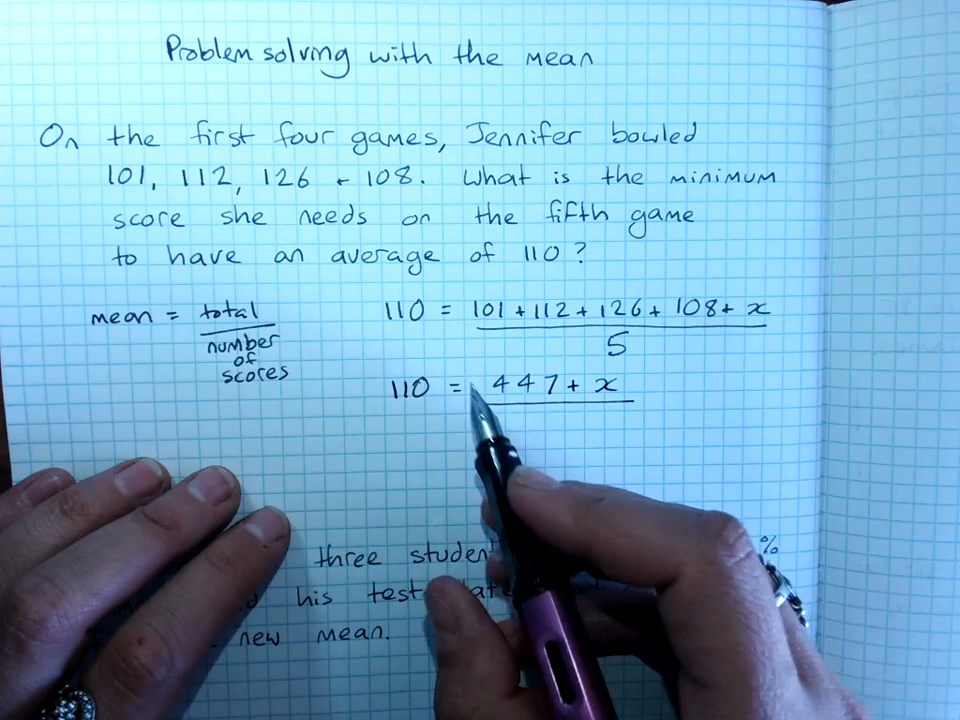 Problem solving with the mean
On the first four games, Jennifer bowled
101, 112, 126 + 108. What is the minimum
score she needs on the fifth game
to have an average of 110?
mean = total / number of scores
110 = 101 + 112 + 126 + 108 + x / 5
110 = 447 + x
three %
his test
new mean.